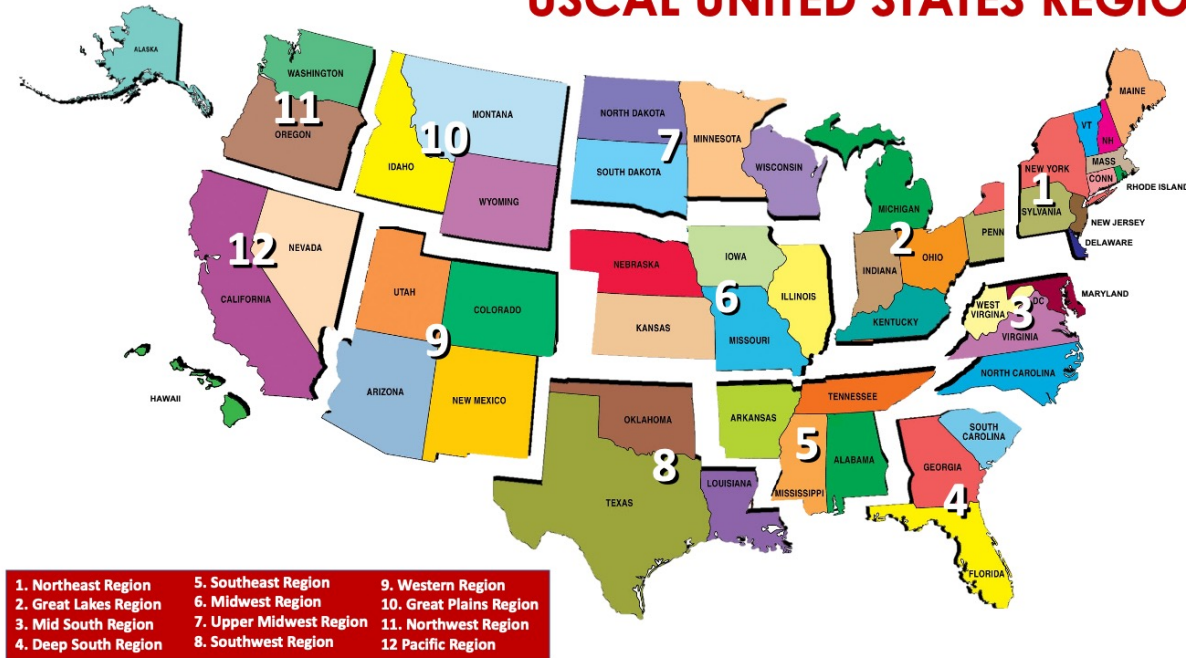 USCAL UNITED STATES REGIO
ALASKA
WASHINGTON
11
OREGON
MONTANA
10
IDAHO
WYOMING
NORTH DAKOTA
7
MINNESOTA
SOUTH DAKOTA
WISCONSIN
MICHIGAN
MAINE
VT
NH
NEW YORK
MASS
CONN
1
RHODE ISLAND
SYLVANIA
NEW JERSEY
DELAWARE
PENN
2
INDIANA
OHIO
KENTUCKY
12
NEVADA
CALIFORNIA
UTAH
COLORADO
9
ARIZONA
NEW MEXICO
NEBRASKA
IOWA
6
ILLINOIS
KANSAS
MISSOURI
WEST
VIRGINA
DC
3
VIRGINIA
MARYLAND
NORTH CAROLINA
HAWAII
OKLAHOMA
8
TEXAS
LOUISIANA
ARKANSAS
TENNESSEE
5
MISSISSIPPI
ALABAMA
SOUTH
CAROLINA
GEORGIA
4
FLORIDA
1. Northeast Region
2. Great Lakes Region
3. Mid South Region
4. Deep South Region
5. Southeast Region
6. Midwest Region
7. Upper Midwest Region
8. Southwest Region
9. Western Region
10. Great Plains Region
11. Northwest Region
12 Pacific Region